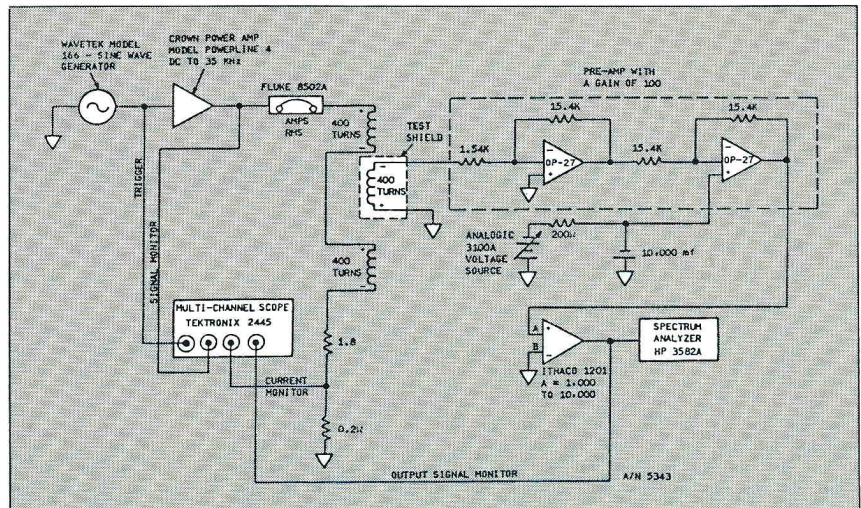 WAVETEK MODEL
166 - SINE WAVE
GENERATOR
CROWN POWER AMP
MODEL POWERLINE 4
DC TO 35 KHz
FLUKE 8502A
AMPS
RMS
400
TURNS
TEST
SHIELD
400
TURNS
400
TURNS
PRE-AMP WITH
A GAIN OF 100
1.54K
15.4K
OP-27
15.4K
15.4K
OP-27
ANALOGIC
3100A
VOLTAGE
SOURCE
10,000 mf
TRIGGER
SIGNAL MONITOR
MULTI-CHANNEL SCOPE
TEKTRONIX 2445
CURRENT
MONITOR
1.8
A
B
ITHACO 1201
A = 1,000
TO 10,000
SPECTRUM
ANALYZER
HP 3582A
OUTPUT SIGNAL MONITOR
A/N 5343